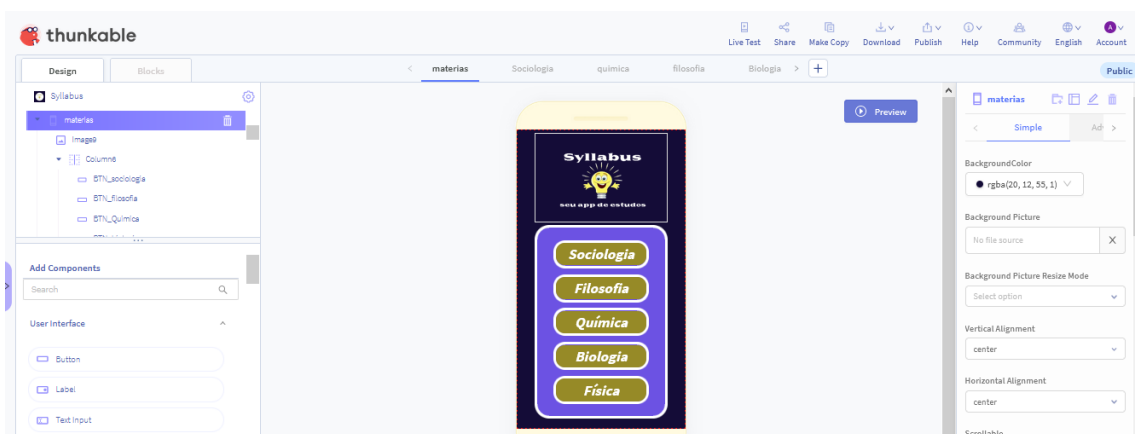 thunkable
Live Test Share Make Copy Download Publish Help Community English Account
A
Design Blocks
materias Sociologia quimica filosofia Biologia
Public
Syllabus
materias
Image9
Column6
BTN_sociologia
BTN_filosofia
BTN_Química
Add Components
Search
User Interface
Button
Label
Text Input
Preview
Syllabus
seu app de estudos
Sociologia
Filosofia
Química
Biologia
Física
materias
Simple
BackgroundColor
rgba(20, 12, 55, 1)
Background Picture
No file source X
Background Picture Resize Mode
Select option
Vertical Alignment
center
Horizontal Alignment
center
Scrollable